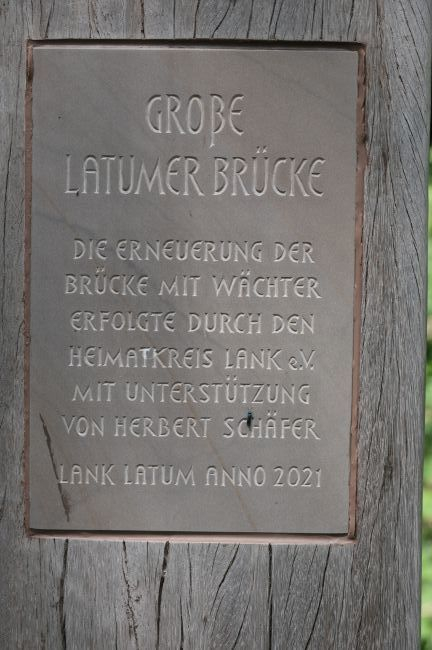 GROẞE
LATUMER BRÜCKE
DIE ERNEUERUNG DER
BRÜCKE MIT WÄCHTER
ERFOLGTE DURCH DEN
HEIMATKREIS LANK e.V.
MIT UNTERSTÜTZUNG
VON HERBERT SCHÄFER
LANK LATUM ANNO 2021